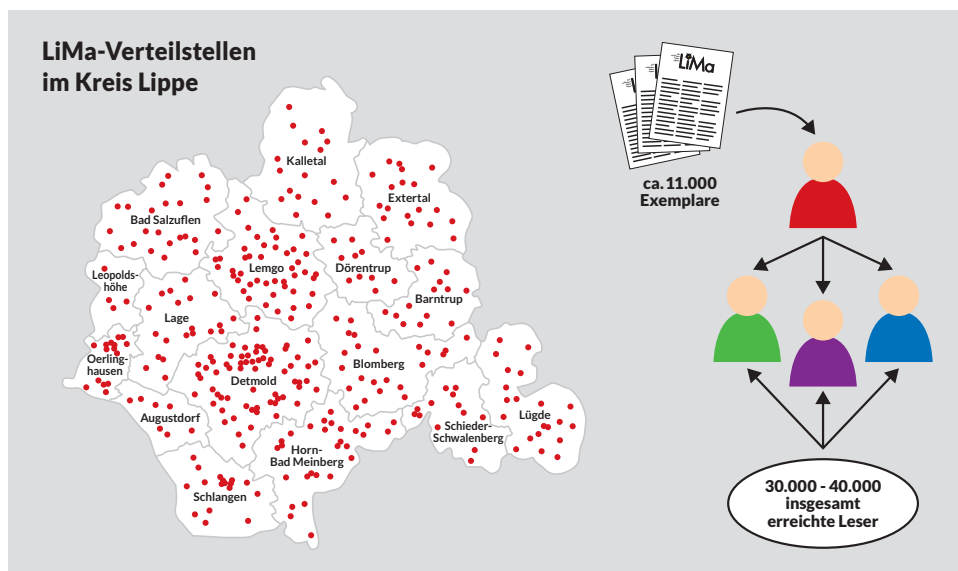 LiMa-Verteilstellen
im Kreis Lippe
Kalletal
Extertal
Bad Salzuflen
Lemgo
Dörentrup
Leopolds-
höhe
Barntrup
Lage
Oerling-
hausen
Blomberg
Detmold
Augustdorf
Lügde
Schieder-
Schwalenberg
Horn-
Bad Meinberg
Schlangen
LiMa
ca. 11.000
Exemplare
30.000 - 40.000
insgesamt
erreichte Leser